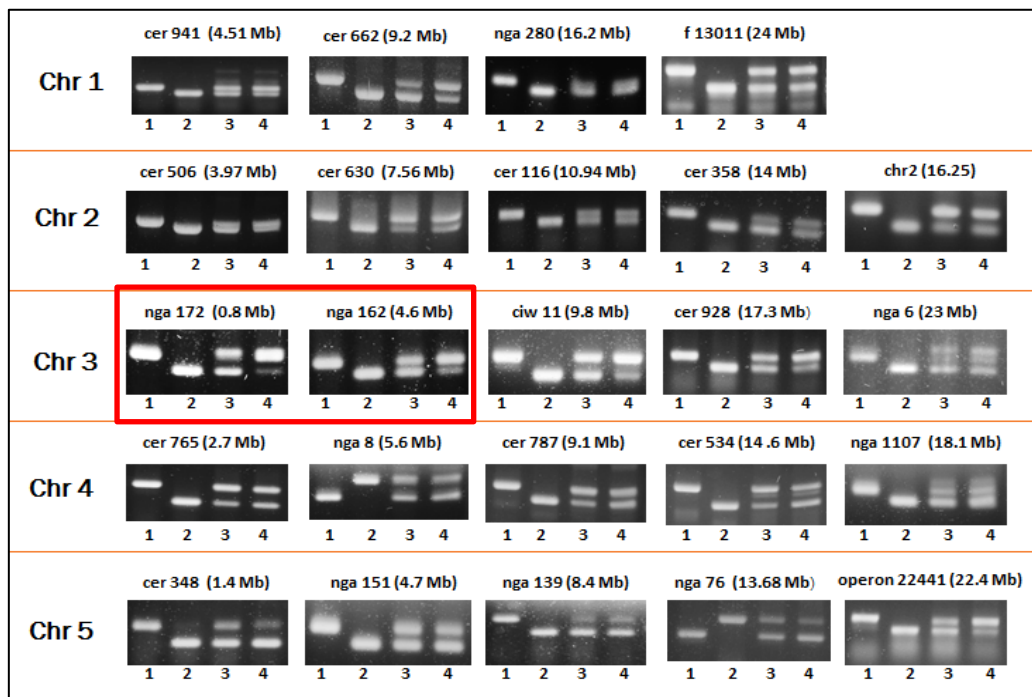 cer 941 (4.51 Mb) cer 662 (9.2 Mb) nga 280 (16.2 Mb) f 13011 (24 Mb)
Chr 1
1 2 3 4 1 2 3 4 1 2 3 4 1 2 3 4
cer 506 (3.97 Mb) cer 630 (7.56 Mb) cer 116 (10.94 Mb) cer 358 (14 Mb) chr2 (16.25)
Chr 2
1 2 3 4 1 2 3 4 1 2 3 4 1 2 3 4 1 2 3 4
nga 172 (0.8 Mb) nga 162 (4.6 Mb) ciw 11 (9.8 Mb) cer 928 (17.3 Mb) nga 6 (23 Mb)
Chr 3
1 2 3 4 1 2 3 4 1 2 3 4 1 2 3 4 1 2 3 4
cer 765 (2.7 Mb) nga 8 (5.6 Mb) cer 787 (9.1 Mb) cer 534 (14 .6 Mb) nga 1107 (18.1 Mb)
Chr 4
1 2 3 4 1 2 3 4 1 2 3 4 1 2 3 4 1 2 3 4
cer 348 (1.4 Mb) nga 151 (4.7 Mb) nga 139 (8.4 Mb) nga 76 (13.68 Mb) operon 22441 (22.4 Mb)
Chr 5
1 2 3 4 1 2 3 4 1 2 3 4 1 2 3 4 1 2 3 4